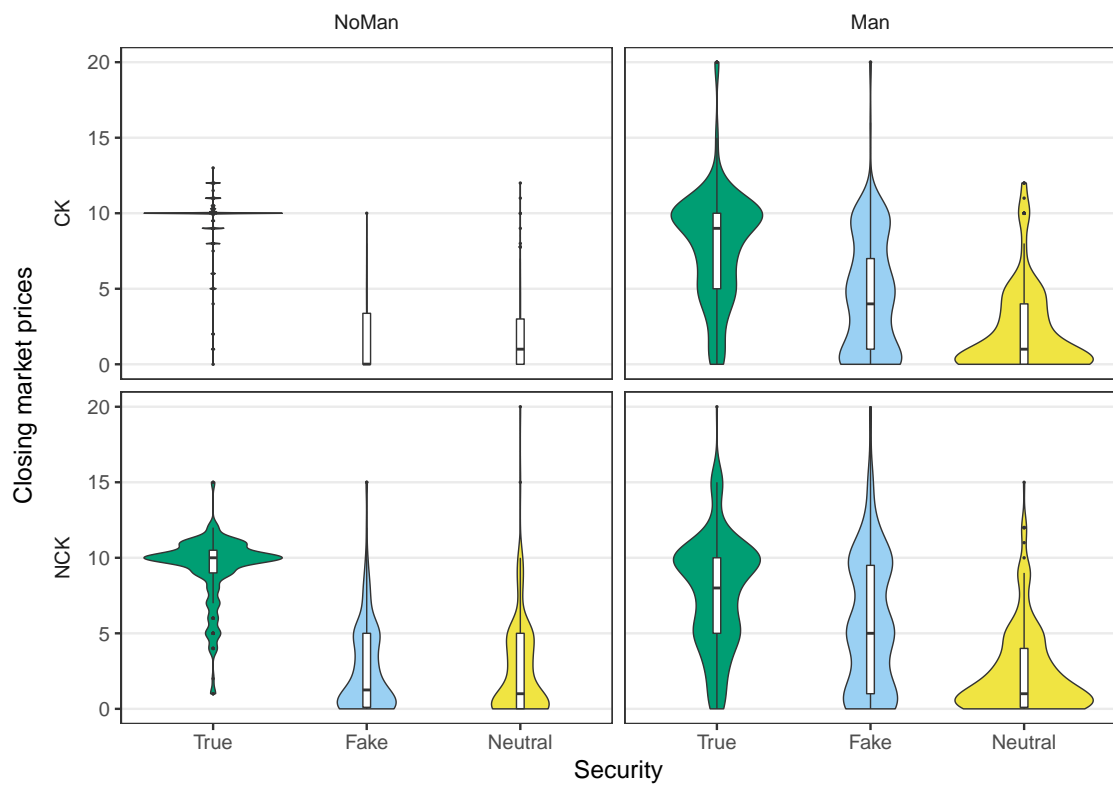 NoMan
Man
Closing market prices
CK
20
15
10
5
0
NCK
20
15
10
5
0
True
Fake
Neutral
True
Fake
Neutral
Security